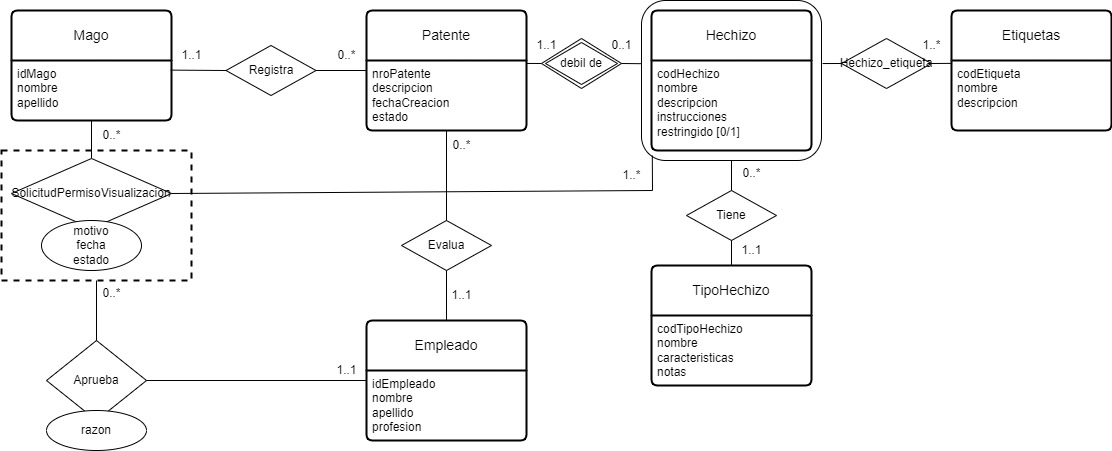 Mago
idMago
nombre
apellido
1..1
Registra
0..*
Patente
nroPatente
descripcion
fechaCreacion
estado
1..1
debil de
0..1
Hechizo
codHechizo
nombre
descripcion
instrucciones
restringido [0/1]
Hechizo_etiqueta
1..*
Etiquetas
codEtiqueta
nombre
descripcion
0..*
SolicitudPermisoVisualizacion
motivo
fecha
estado
1..*
0..*
Evalua
1..1
0..*
Tiene
1..1
TipoHechizo
codTipoHechizo
nombre
caracteristicas
notas
0..*
Aprueba
razon
1..1
Empleado
idEmpleado
nombre
apellido
profesion